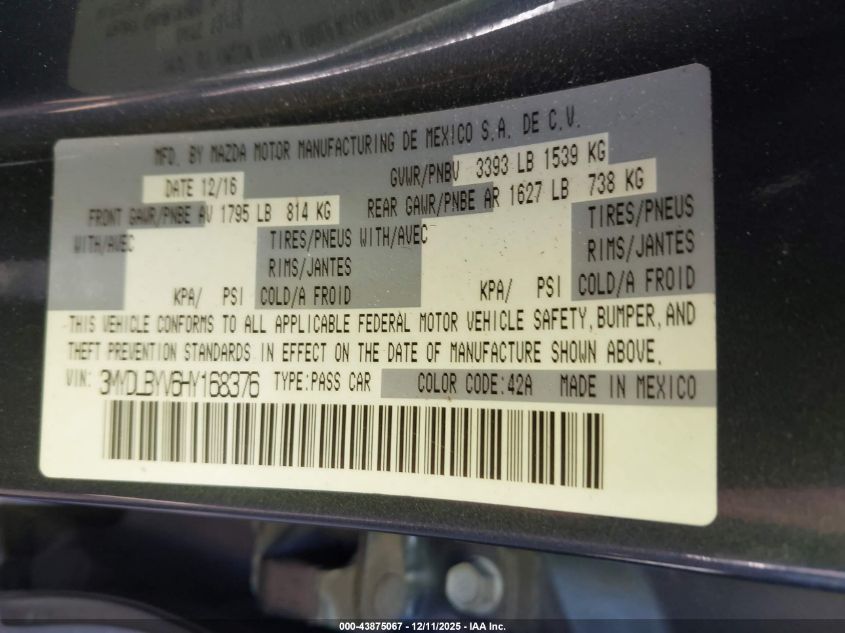 MFD. BY MAZDA MOTOR MANUFACTURING DE MEXICO S.A. DE C.V.
DATE 12/16 GVWR/PNBV 3393 LB 1539 KG
FRONT GAWR/PNBE AV 1795 LB 814 KG REAR GAWR/PNBE AR 1627 LB 738 KG
WITH/AVEC TIRES/PNEUS WITH/AVEC TIRES/PNEUS
RIMS/JANTES RIMS/JANTES
KPA/ PSI COLD/A FROID KPA/ PSI COLD/A FROID
THIS VEHICLE CONFORMS TO ALL APPLICABLE FEDERAL MOTOR VEHICLE SAFETY, BUMPER, AND
THEFT PREVENTION STANDARDS IN EFFECT ON THE DATE OF MANUFACTURE SHOWN ABOVE.
VIN: 3MYDLBYV6HY168376 TYPE:PASS CAR COLOR CODE:42A MADE IN MEXICO
000-43875067 - 12/11/2025 - IAA Inc.